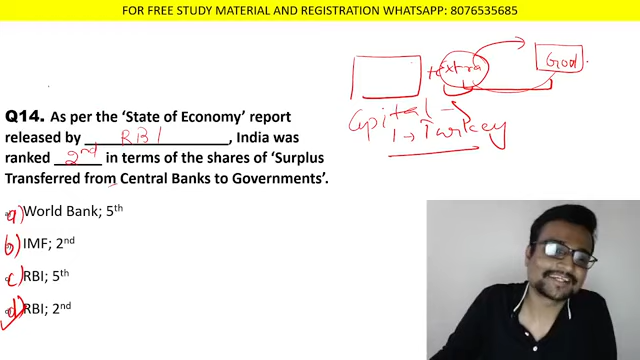 FOR FREE STUDY MATERIAL AND REGISTRATION WHATSAPP: 8076535685
Q14. As per the ‘State of Economy’ report
released by RBI, India was
ranked 2nd in terms of the shares of ‘Surplus
Transferred from Central Banks to Governments’.
a) World Bank; 5th
b) IMF; 2nd
c) RBI; 5th
d) RBI; 2nd
extra
God
Capital
1 → Turkey